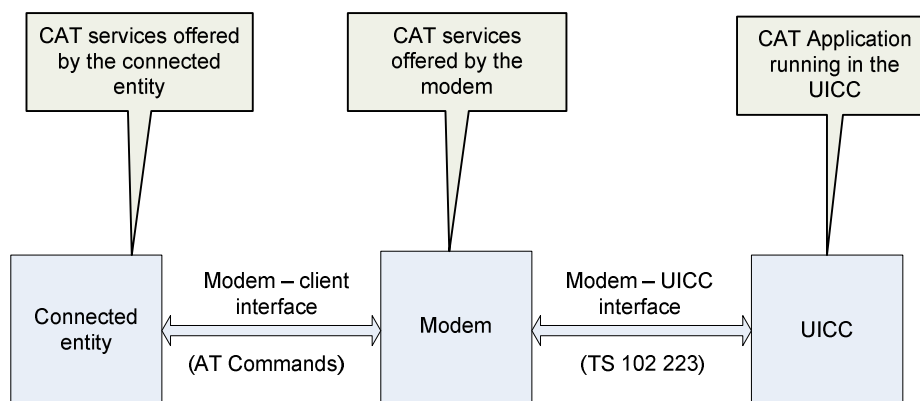 CAT services offered
by the connected
entity
CAT services
offered by the
modem
CAT Application
running in the
UICC
Connected
entity
Modem – client
interface
(AT Commands)
Modem
Modem – UICC
interface
(TS 102 223)
UICC